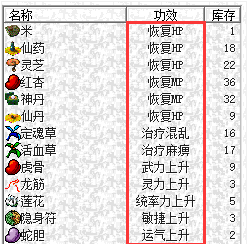 名称 功效 库存
米 恢复HP 1
仙药 恢复HP 18
灵芝 恢复HP 22
红杏 恢复MP 36
神丹 恢复MP 32
仙丹 恢复MP 9
定魂草 治疗混乱 16
活血草 治疗麻痹 17
虎骨 武力上升 9
龙筋 灵力上升 3
莲花 统率力上升 5
隐身符 敏捷上升 3
蛇胆 运气上升 2